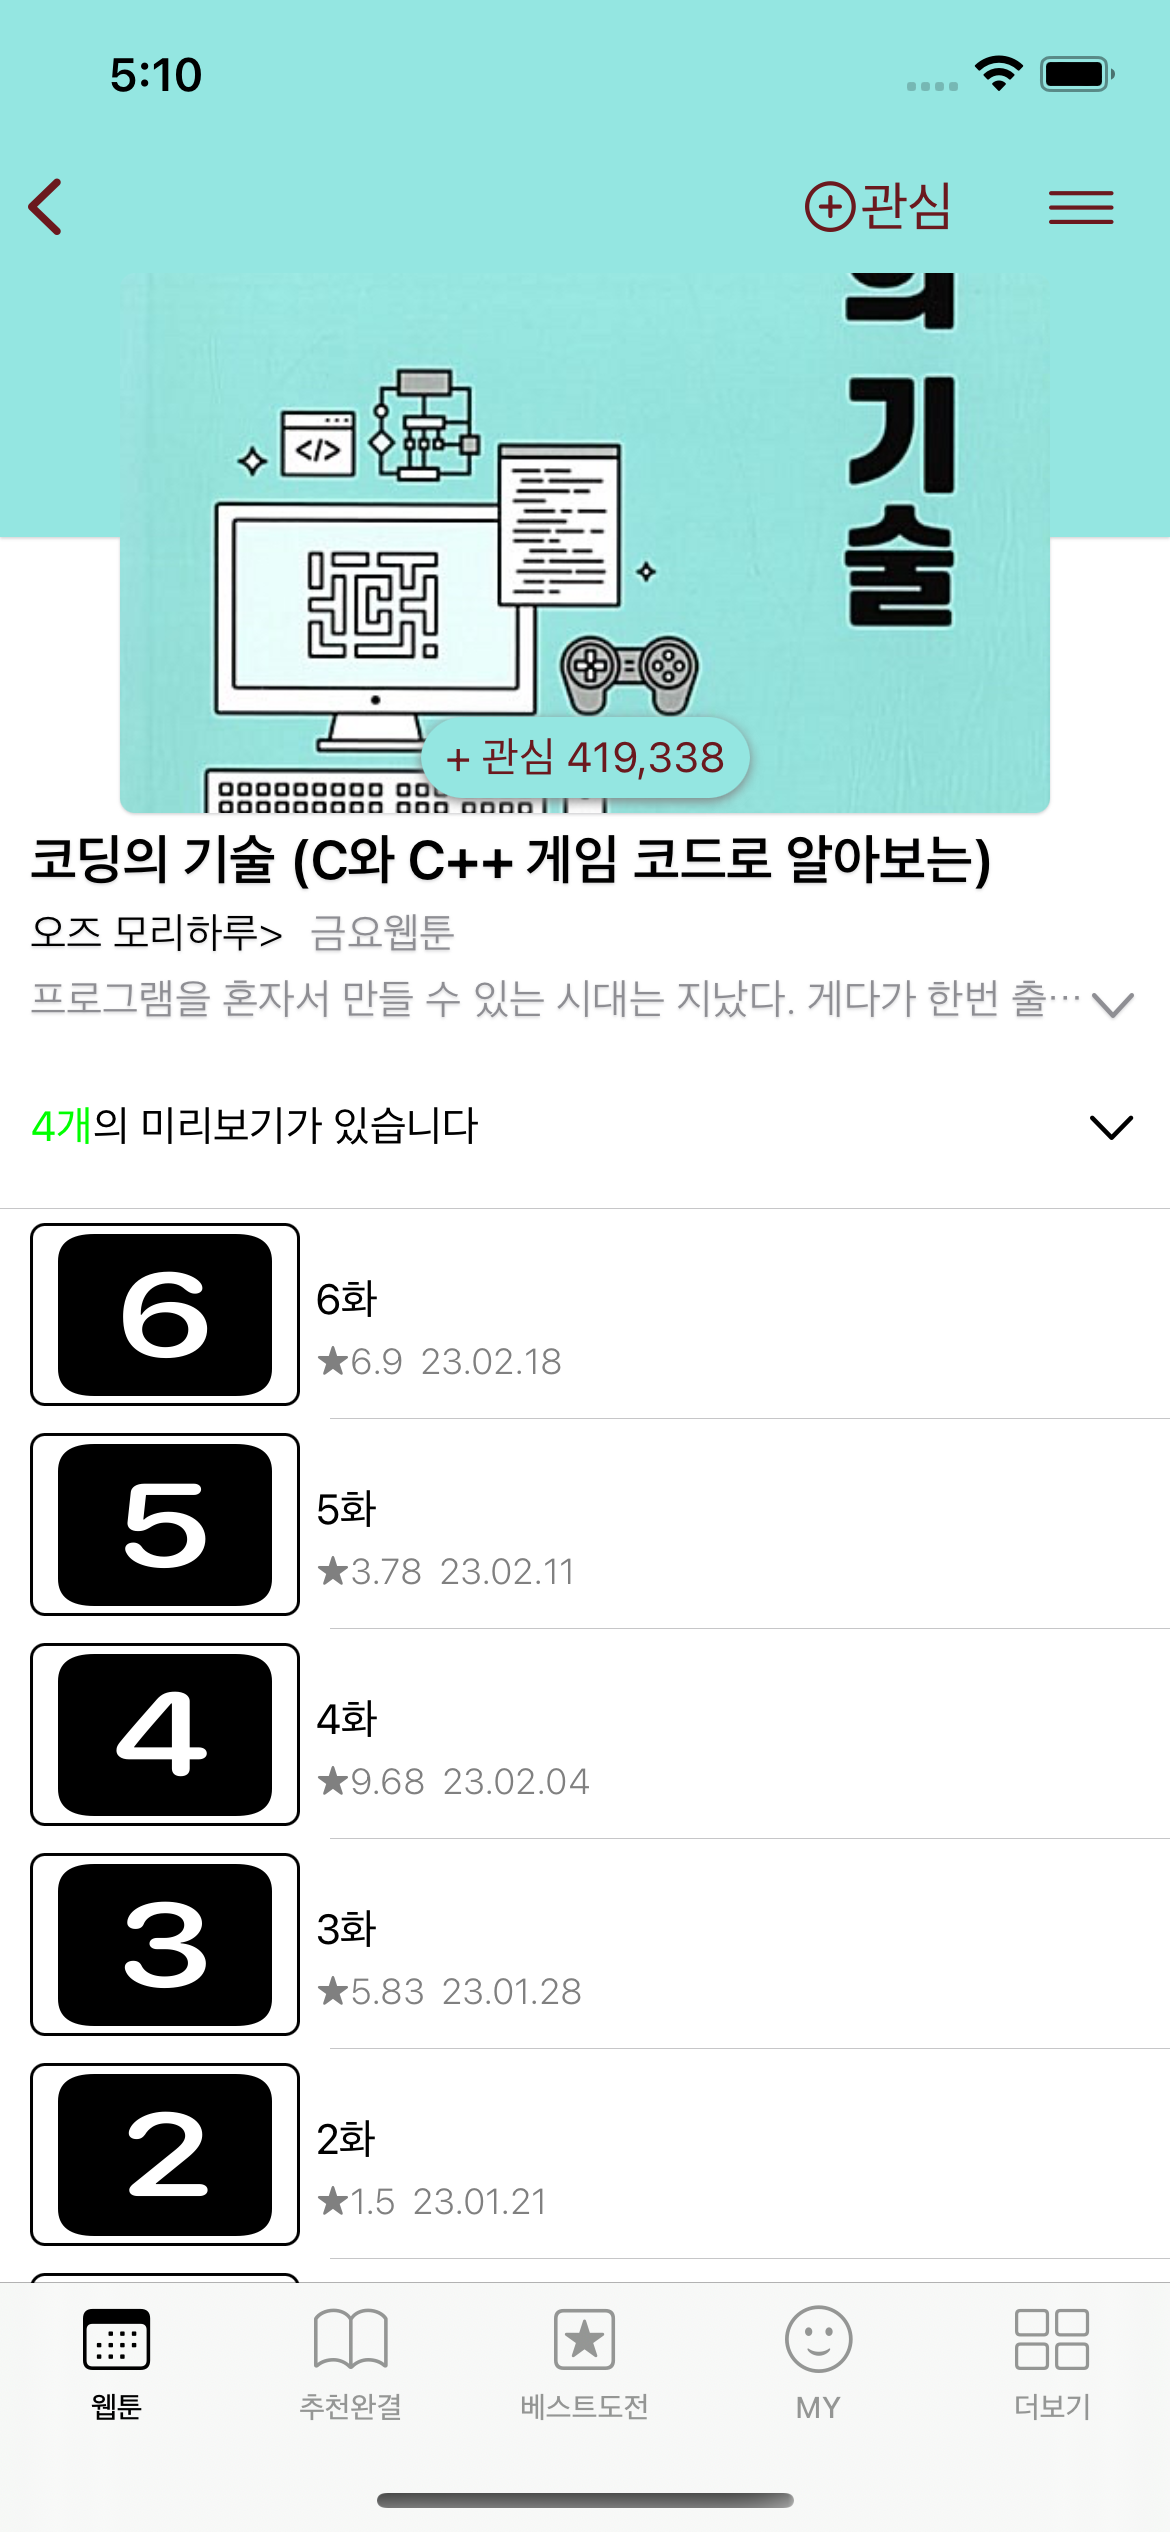 5:10
관심
의
기
술
</>
+ 관심 419,338
코딩의 기술 (C와 C++ 게임 코드로 알아보는)
오즈 모리하루> 금요웹툰
프로그램을 혼자서 만들 수 있는 시대는 지났다. 게다가 한번 출…
4개의 미리보기가 있습니다
6
6화
★6.9 23.02.18
5
5화
★3.78 23.02.11
4
4화
★9.68 23.02.04
3
3화
★5.83 23.01.28
2
2화
★1.5 23.01.21
웹툰
추천완결
베스트도전
MY
더보기